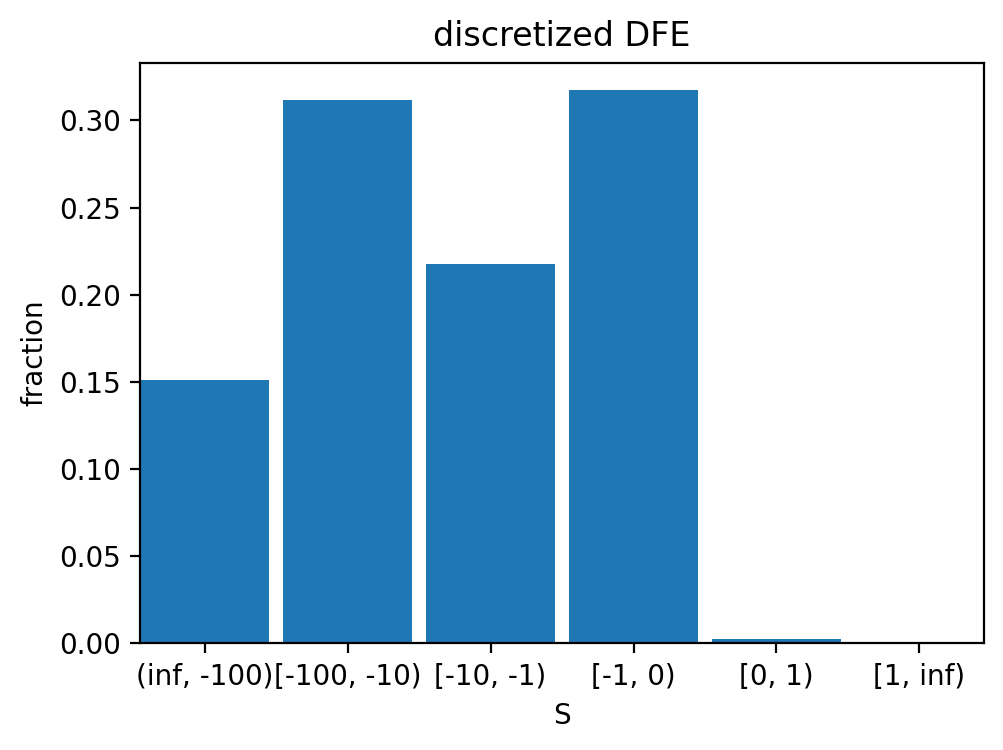 discretized DFE
fraction
0.30
0.25
0.20
0.15
0.10
0.05
0.00
(inf, -100) [-100, -10) [-10, -1) [-1, 0) [0, 1) [1, inf)
S